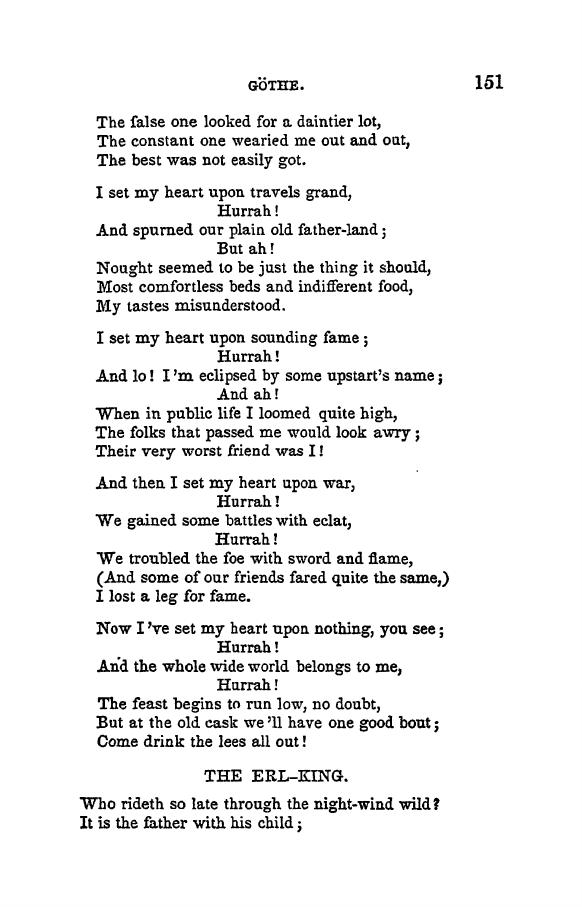 GÖTHE. 151
The false one looked for a daintier lot,
The constant one wearied me out and out,
The best was not easily got.
I set my heart upon travels grand,
Hurrah!
And spurned our plain old father-land;
But ah!
Nought seemed to be just the thing it should,
Most comfortless beds and indifferent food,
My tastes misunderstood.
I set my heart upon sounding fame;
Hurrah!
And lo! I'm eclipsed by some upstart's name;
And ah!
When in public life I loomed quite high,
The folks that passed me would look awry;
Their very worst friend was I!
And then I set my heart upon war,
Hurrah!
We gained some battles with eclat,
Hurrah!
We troubled the foe with sword and flame,
(And some of our friends fared quite the same,)
I lost a leg for fame.
Now I've set my heart upon nothing, you see;
Hurrah!
And the whole wide world belongs to me,
Hurrah!
The feast begins to run low, no doubt,
But at the old cask we'll have one good bout;
Come drink the lees all out!
THE ERL-KING.
Who rideth so late through the night-wind wild?
It is the father with his child;